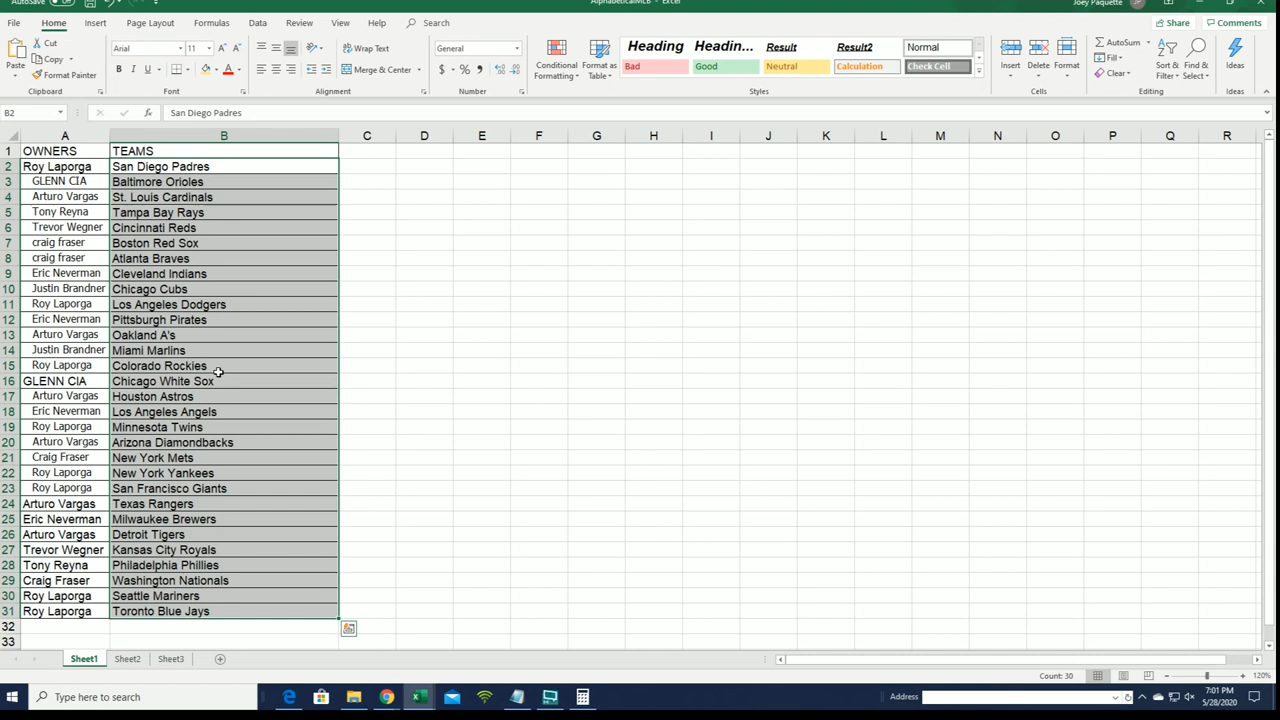 AutoSave AlphabeticalMLB - Excel Joey Paquette JP
File Home Insert Draw Page Layout Formulas Data Review View Help Search Share Comments
Cut Arial 11 Wrap Text General Heading Headin... Result Result2 Normal AutoSum
Copy Fill
Paste Format Painter Merge & Center Conditional Formatting Format as Table Bad Good Neutral Calculation Check Cell Insert Delete Format Clear Sort & Filter Find & Select Ideas
Clipboard Font Alignment Number Styles Cells Editing Ideas
B2 San Diego Padres
A B C D E F G H I J K L M N O P Q R
1 OWNERS TEAMS
2 Roy Laporga San Diego Padres
3 GLENN CIA Baltimore Orioles
4 Arturo Vargas St. Louis Cardinals
5 Tony Reyna Tampa Bay Rays
6 Trevor Wegner Cincinnati Reds
7 craig fraser Boston Red Sox
8 craig fraser Atlanta Braves
9 Eric Neverman Cleveland Indians
10 Justin Brandner Chicago Cubs
11 Roy Laporga Los Angeles Dodgers
12 Eric Neverman Pittsburgh Pirates
13 Arturo Vargas Oakland A's
14 Justin Brandner Miami Marlins
15 Roy Laporga Colorado Rockies
16 GLENN CIA Chicago White Sox
17 Arturo Vargas Houston Astros
18 Eric Neverman Los Angeles Angels
19 Roy Laporga Minnesota Twins
20 Arturo Vargas Arizona Diamondbacks
21 Craig Fraser New York Mets
22 Roy Laporga New York Yankees
23 Roy Laporga San Francisco Giants
24 Arturo Vargas Texas Rangers
25 Eric Neverman Milwaukee Brewers
26 Arturo Vargas Detroit Tigers
27 Trevor Wegner Kansas City Royals
28 Tony Reyna Philadelphia Phillies
29 Craig Fraser Washington Nationals
30 Roy Laporga Seattle Mariners
31 Roy Laporga Toronto Blue Jays
32
33
Sheet1 Sheet2 Sheet3
Count: 30 120%
Type here to search Address 7:01 PM
5/28/2020